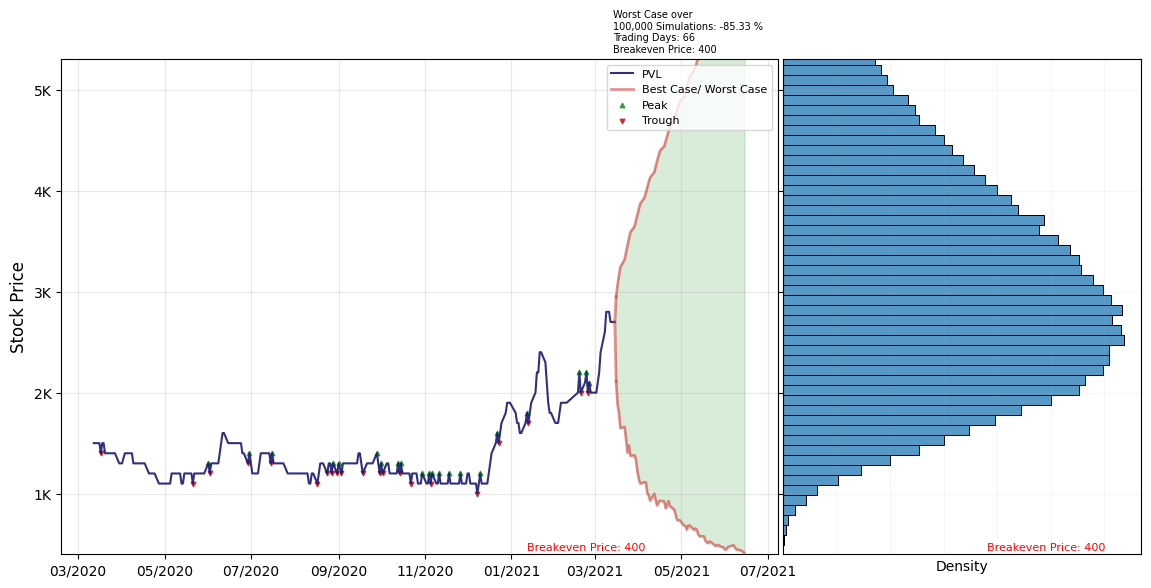 Worst Case over
100,000 Simulations: -85.33 %
Trading Days: 66
Breakeven Price: 400
PVL
Best Case/ Worst Case
Peak
Trough
5K
4K
3K
2K
1K
Stock Price
Breakeven Price: 400
Breakeven Price: 400
03/2020 05/2020 07/2020 09/2020 11/2020 01/2021 03/2021 05/2021 07/2021
Density